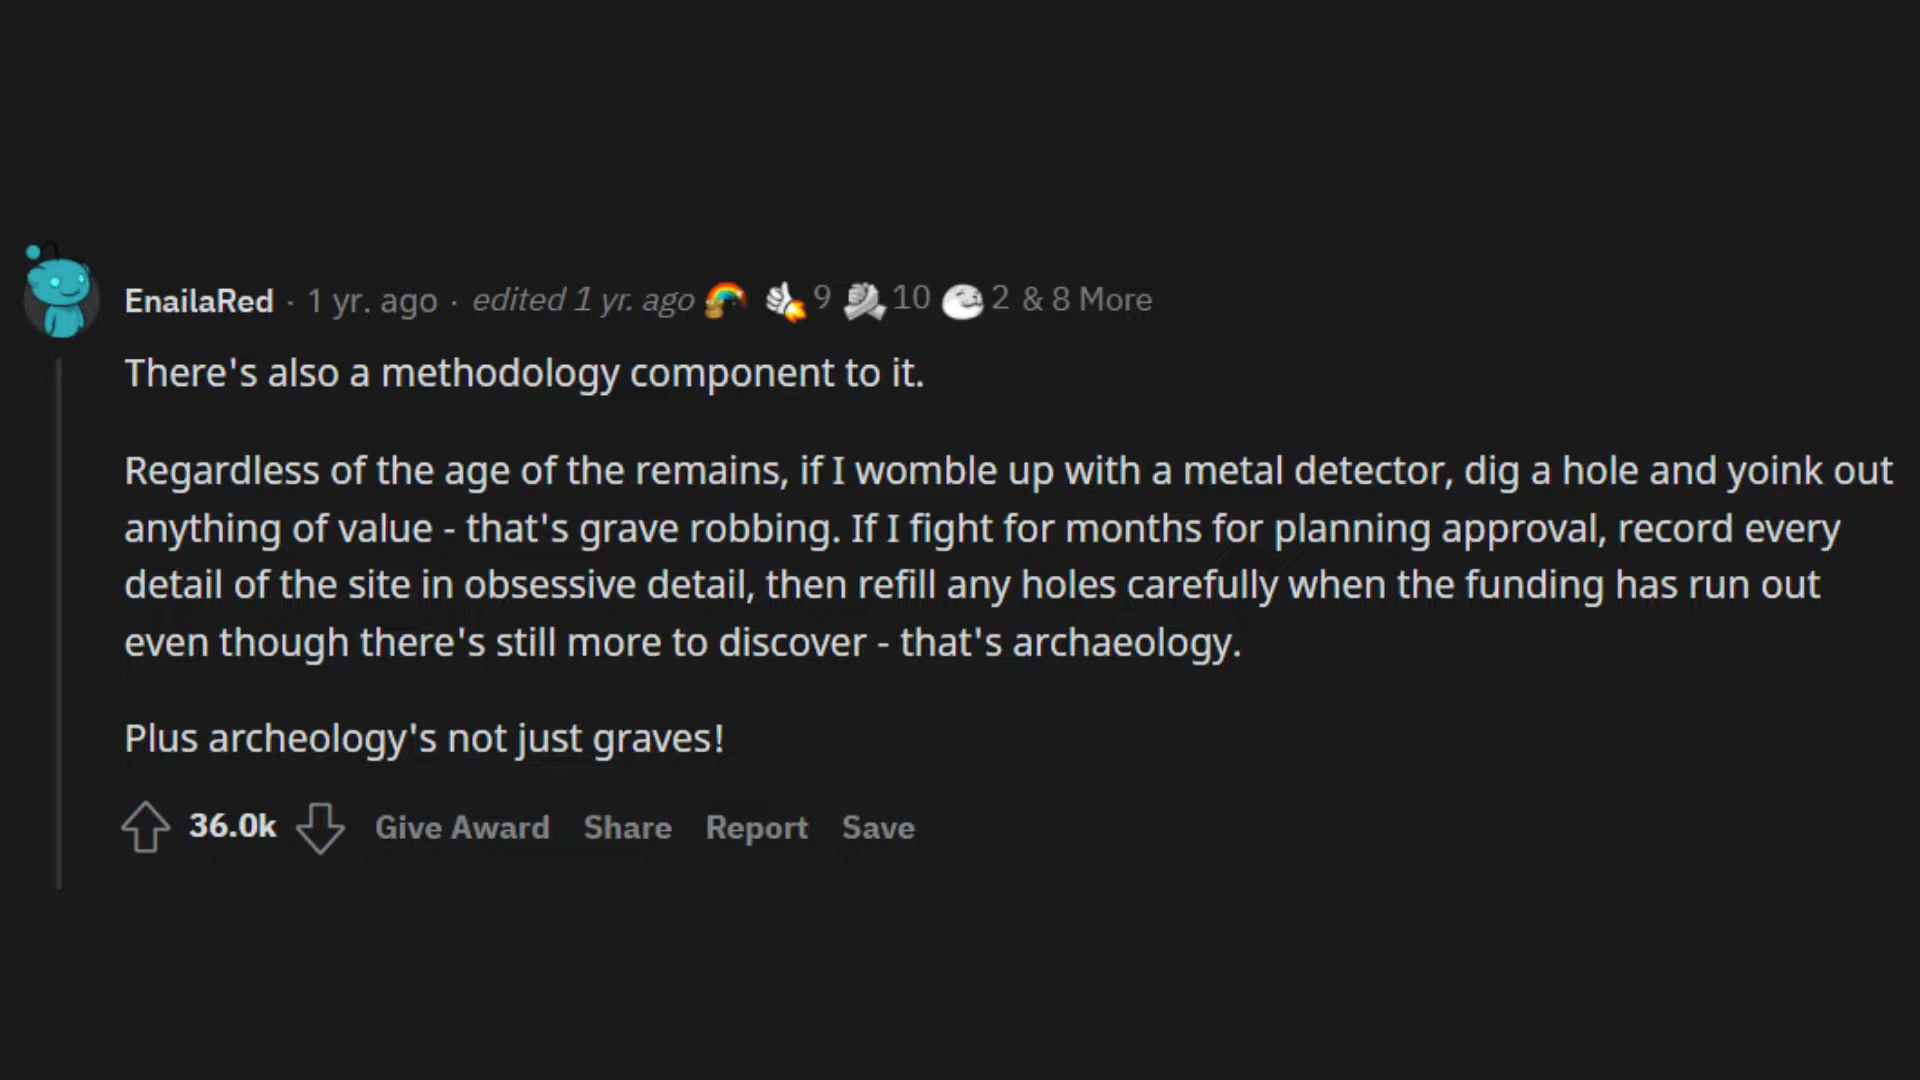 EnailaRed · 1 yr. ago · edited 1 yr. ago 9 10 2 & 8 More
There's also a methodology component to it.
Regardless of the age of the remains, if I womble up with a metal detector, dig a hole and yoink out
anything of value - that's grave robbing. If I fight for months for planning approval, record every
detail of the site in obsessive detail, then refill any holes carefully when the funding has run out
even though there's still more to discover - that's archaeology.
Plus archeology's not just graves!
36.0k Give Award Share Report Save